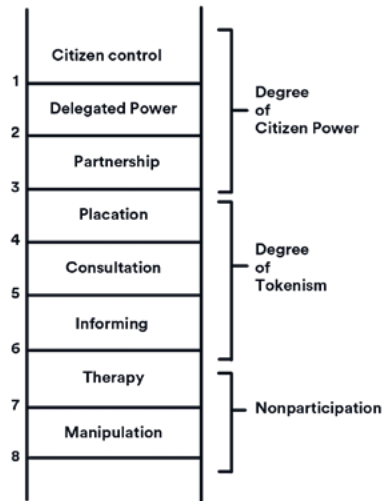 Citizen control
1
Delegated Power
2
Partnership
3
Placation
4
Consultation
5
Informing
6
Therapy
7
Manipulation
8
Degree
of
Citizen Power
Degree
of
Tokenism
Nonparticipation